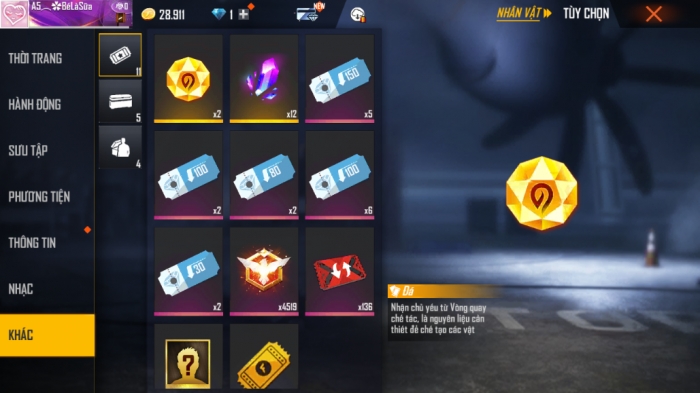 A5__✿BéLàSữa
28.911
1
NEW
NHÂN VẬT
TÙY CHỌN
THỜI TRANG
HÀNH ĐỘNG
SƯU TẬP
PHƯƠNG TIỆN
THÔNG TIN
NHẠC
KHÁC
11
5
4
x2
x12
150
x5
100
x2
80
x2
100
x6
30
x2
x4519
x136
?
Đá
Nhận chủ yếu từ Vòng quay
chế tác, là nguyên liệu cần
thiết để chế tạo các vật